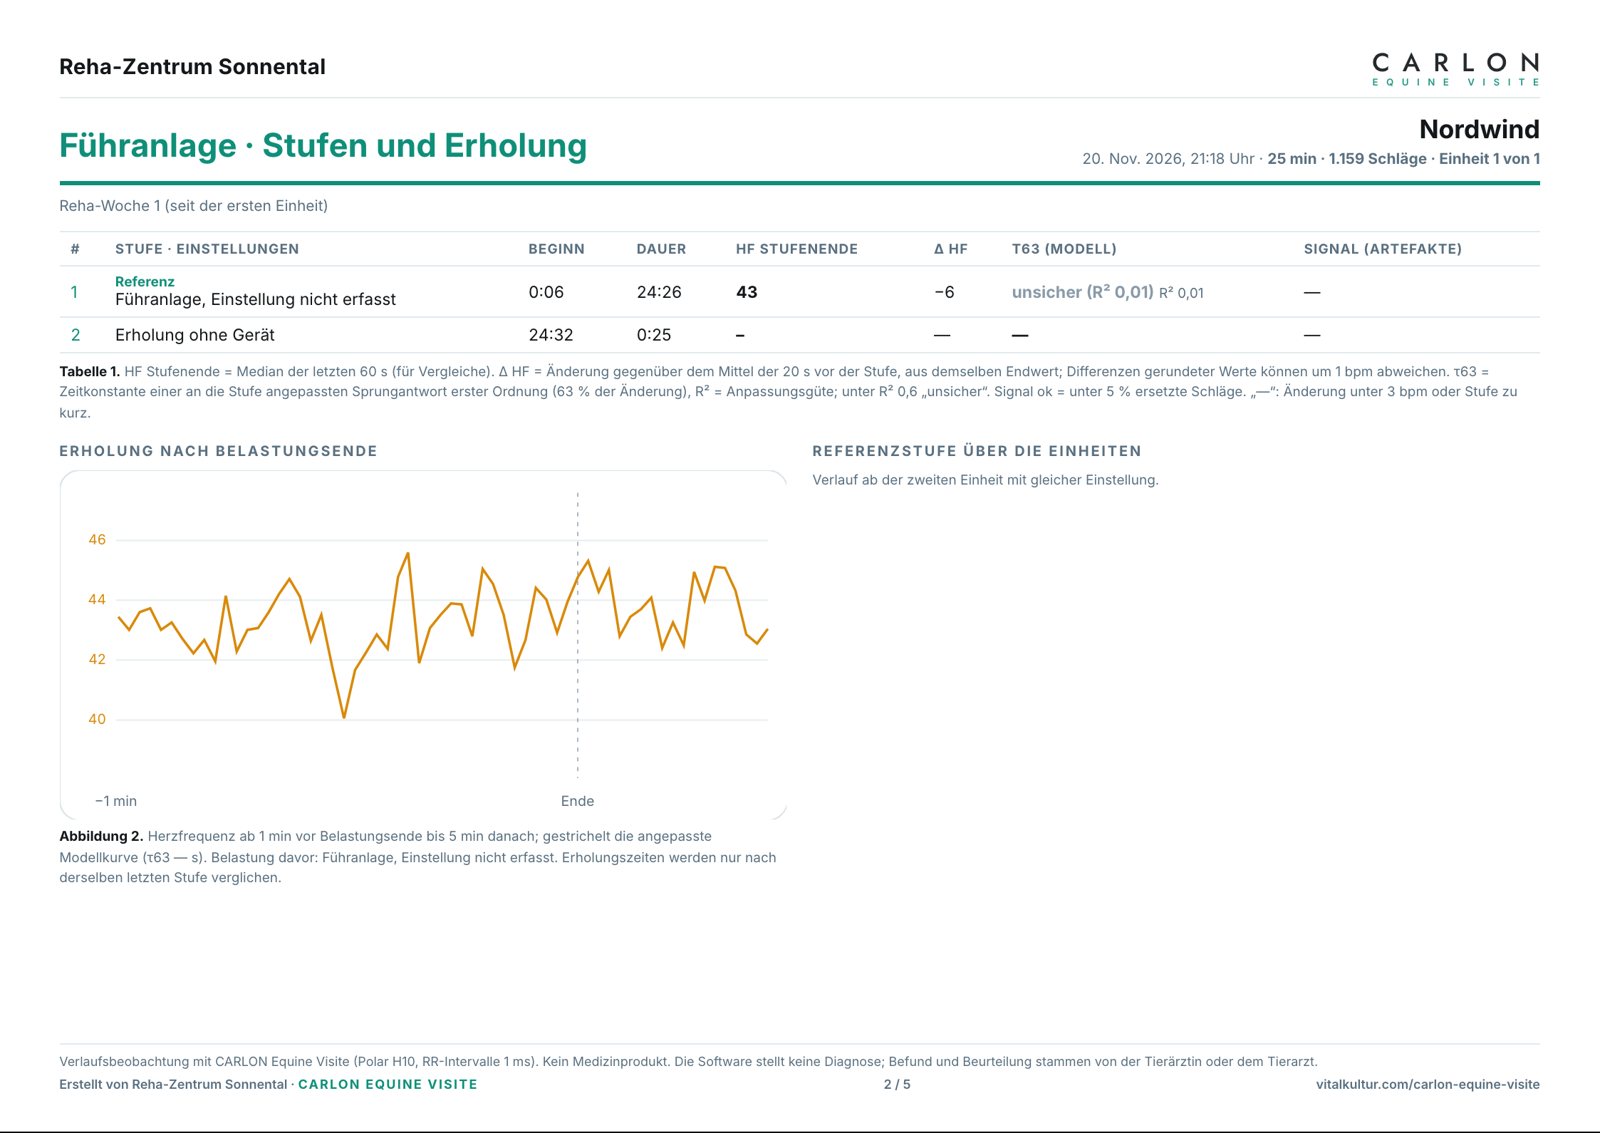 Reha-Zentrum Sonnental
CARLON
EQUINE VISITE
Führanlage · Stufen und Erholung
Nordwind
20. Nov. 2026, 21:18 Uhr · 25 min · 1.159 Schläge · Einheit 1 von 1
Reha-Woche 1 (seit der ersten Einheit)
# STUFE · EINSTELLUNGEN BEGINN DAUER HF STUFENENDE Δ HF T63 (MODELL) SIGNAL (ARTEFAKTE)
Referenz
1 Führanlage, Einstellung nicht erfasst 0:06 24:26 43 −6 unsicher (R² 0,01) R² 0,01 —
2 Erholung ohne Gerät 24:32 0:25 – — — —
Tabelle 1. HF Stufenende = Median der letzten 60 s (für Vergleiche). Δ HF = Änderung gegenüber dem Mittel der 20 s vor der Stufe, aus demselben Endwert; Differenzen gerundeter Werte können um 1 bpm abweichen. τ63 =
Zeitkonstante einer an die Stufe angepassten Sprungantwort erster Ordnung (63 % der Änderung), R² = Anpassungsgüte; unter R² 0,6 „unsicher“. Signal ok = unter 5 % ersetzte Schläge. „—“: Änderung unter 3 bpm oder Stufe zu
kurz.
ERHOLUNG NACH BELASTUNGSENDE
46
44
42
40
−1 min Ende
Abbildung 2. Herzfrequenz ab 1 min vor Belastungsende bis 5 min danach; gestrichelt die angepasste
Modellkurve (τ63 — s). Belastung davor: Führanlage, Einstellung nicht erfasst. Erholungszeiten werden nur nach
derselben letzten Stufe verglichen.
REFERENZSTUFE ÜBER DIE EINHEITEN
Verlauf ab der zweiten Einheit mit gleicher Einstellung.
Verlaufsbeobachtung mit CARLON Equine Visite (Polar H10, RR-Intervalle 1 ms). Kein Medizinprodukt. Die Software stellt keine Diagnose; Befund und Beurteilung stammen von der Tierärztin oder dem Tierarzt.
Erstellt von Reha-Zentrum Sonnental · CARLON EQUINE VISITE 2 / 5 vitalkultur.com/carlon-equine-visite